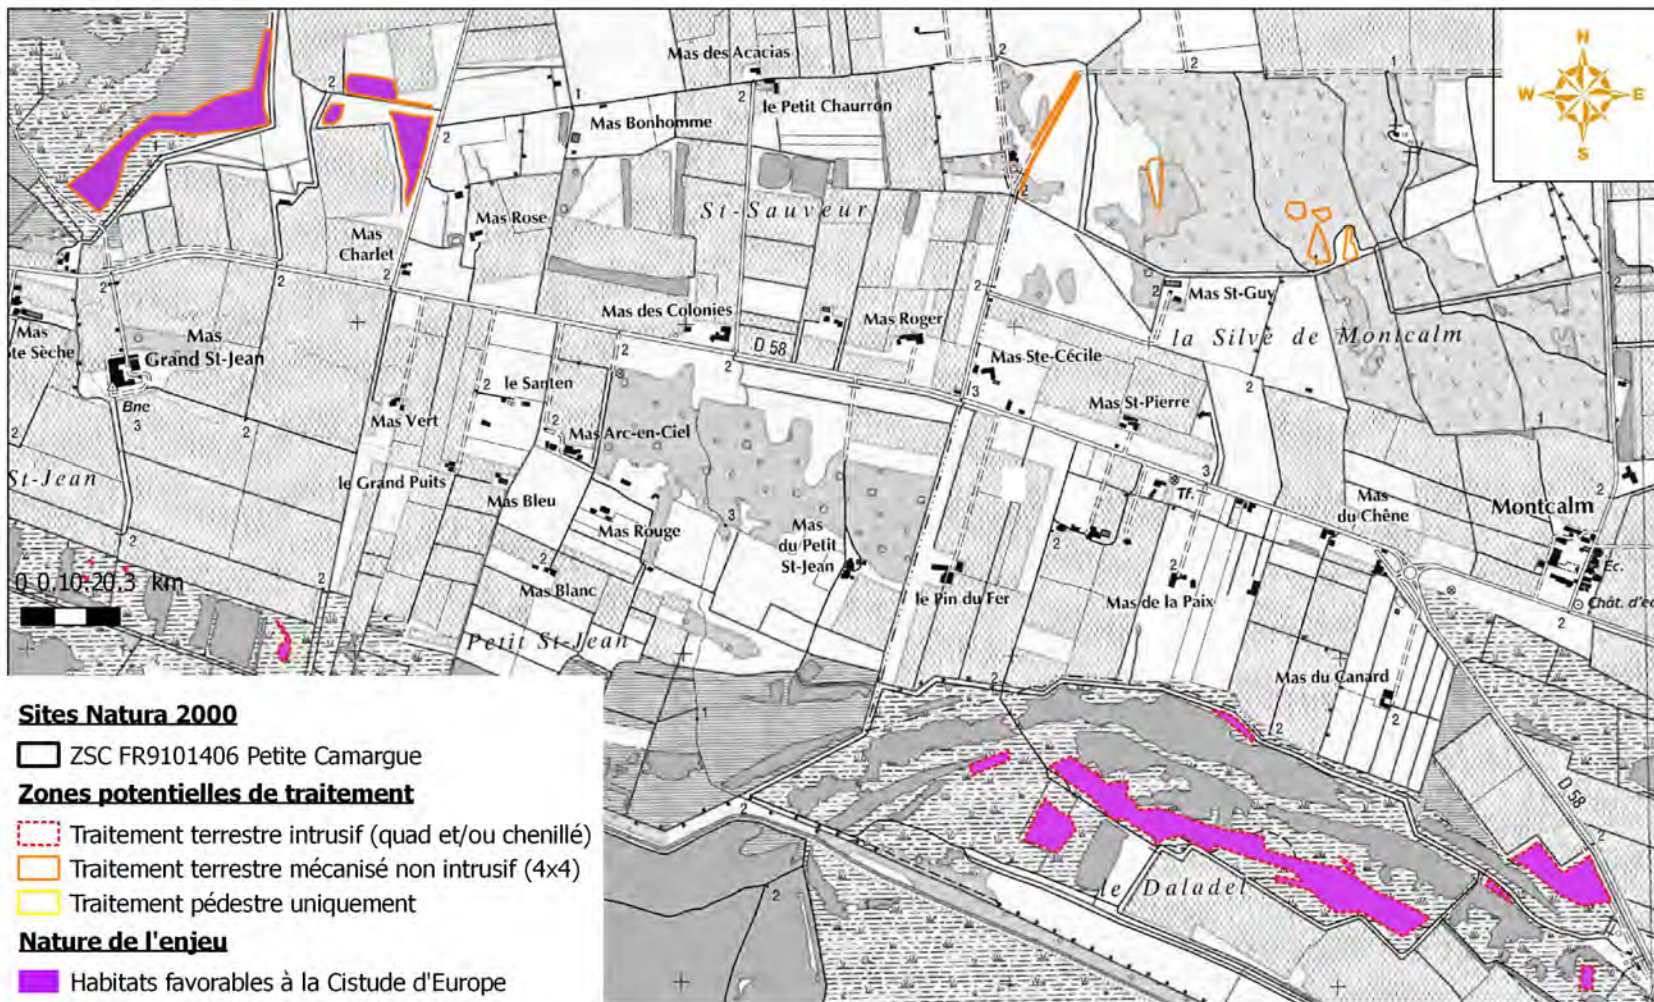 N
W E
S
Mas des Acacias
le Petit Chaurron
Mas Bonhomme
St-Sauveur
Mas Rose
Mas
Charlet
Mas St-Guy
la Silve de Montcalm
Mas des Colonies
D 58
Mas Roger
Mas Ste-Cécile
Mas
te Sèche
Mas
Grand St-Jean
Bne
le Santen
Mas Vert
Mas Arc-en-Ciel
Mas St-Pierre
St-Jean
le Grand Puits
Mas Bleu
Mas Rouge
Mas
du Petit
St-Jean
Tf.
Mas
du Chêne
Montcalm
Éc.
Chât. d'ea
0 0.10.20.3 km
Mas Blanc
le Pin du Fer
Mas de la Paix
Petit St-Jean
Mas du Canard
D 58
le Daladel
Sites Natura 2000
ZSC FR9101406 Petite Camargue
Zones potentielles de traitement
Traitement terrestre intrusif (quad et/ou chenillé)
Traitement terrestre mécanisé non intrusif (4x4)
Traitement pédestre uniquement
Nature de l'enjeu
Habitats favorables à la Cistude d'Europe